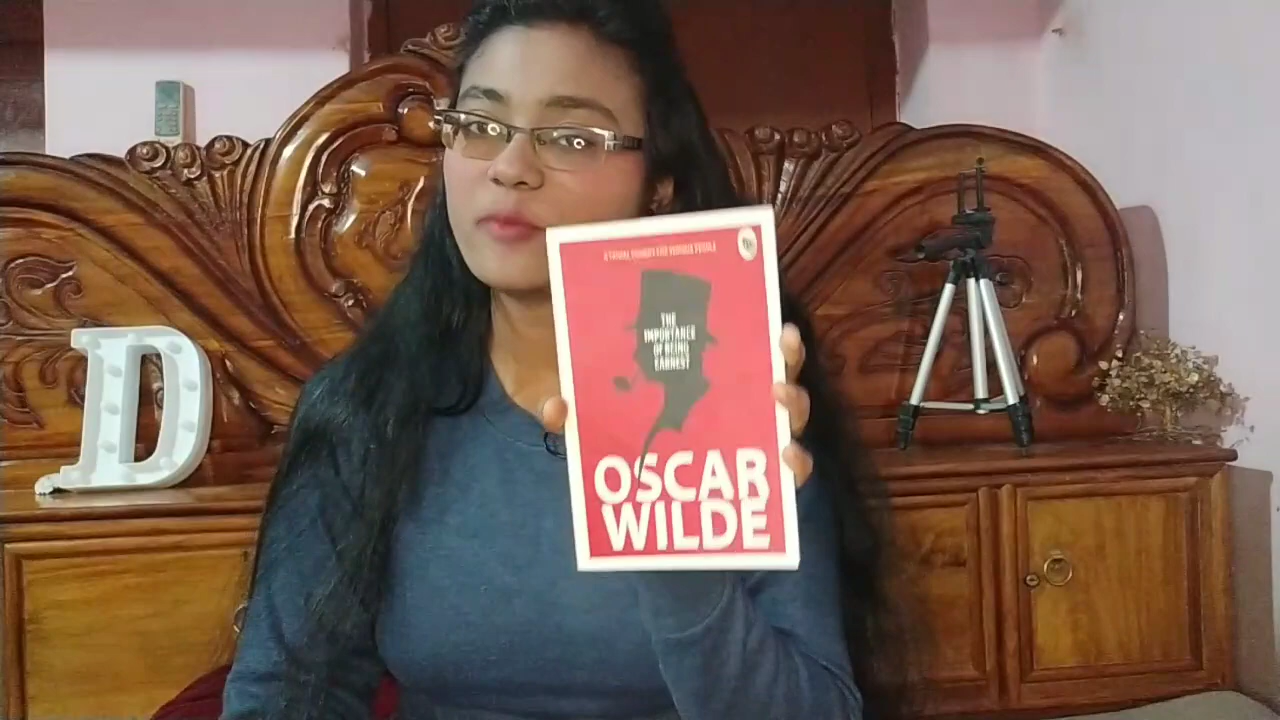 A TRIVIAL COMEDY FOR SERIOUS PEOPLE
THE
IMPORTANCE
OF BEING
EARNEST
OSCAR
WILDE
D